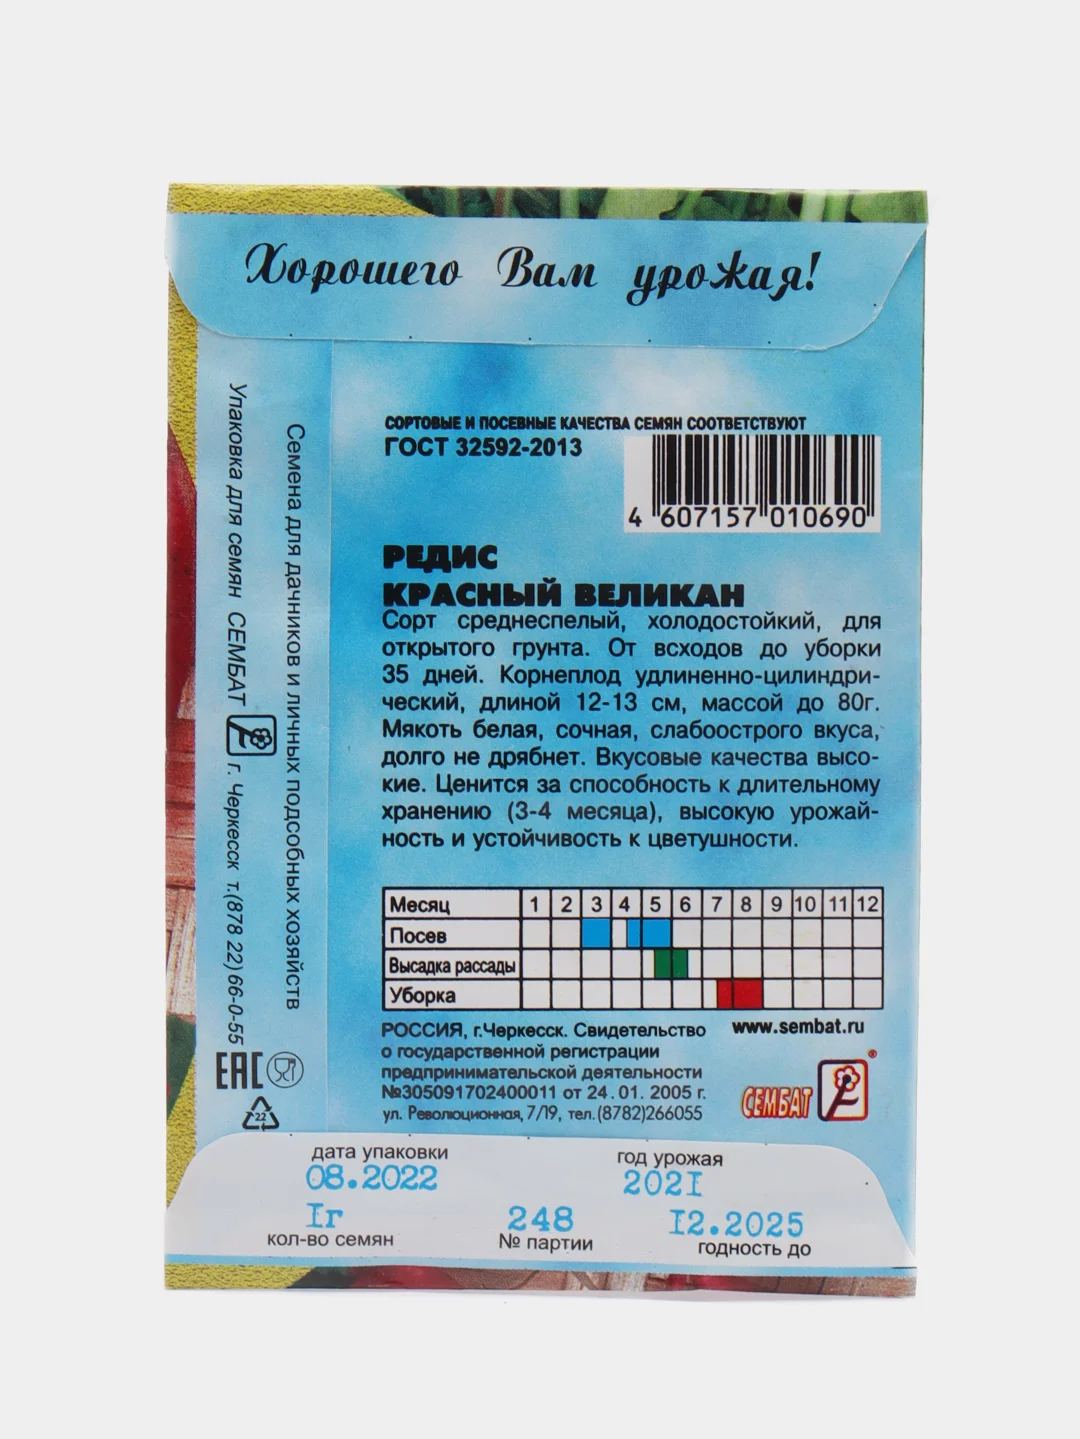 Хорошего Вам урожая!
Упаковка для семян СЕМБАТ г. Черкесск т.(878 22) 66-0-55
Семена для дачников и личных подсобных хозяйств
СОРТОВЫЕ И ПОСЕВНЫЕ КАЧЕСТВА СЕМЯН СООТВЕТСТВУЮТ
ГОСТ 32592-2013
4 607157 010690
РЕДИС
КРАСНЫЙ ВЕЛИКАН
Сорт среднеспелый, холодостойкий, для
открытого грунта. От всходов до уборки
35 дней. Корнеплод удлиненно-цилиндри-
ческий, длиной 12-13 см, массой до 80г.
Мякоть белая, сочная, слабоострого вкуса,
долго не дрябнет. Вкусовые качества высо-
кие. Ценится за способность к длительному
хранению (3-4 месяца), высокую урожай-
ность и устойчивость к цветушности.
Месяц 1 2 3 4 5 6 7 8 9 10 11 12
Посев
Высадка рассады
Уборка
РОССИЯ, г.Черкесск. Свидетельство
о государственной регистрации
предпринимательской деятельности
№305091702400011 от 24.01.2005 г.
ул. Революционная, 7/19, тел.(8782)266055
www.sembat.ru
СЕМБАТ ®
ЕАС
22
дата упаковки
08.2022
год урожая
2021
1г
кол-во семян
248
№ партии
12.2025
годность до